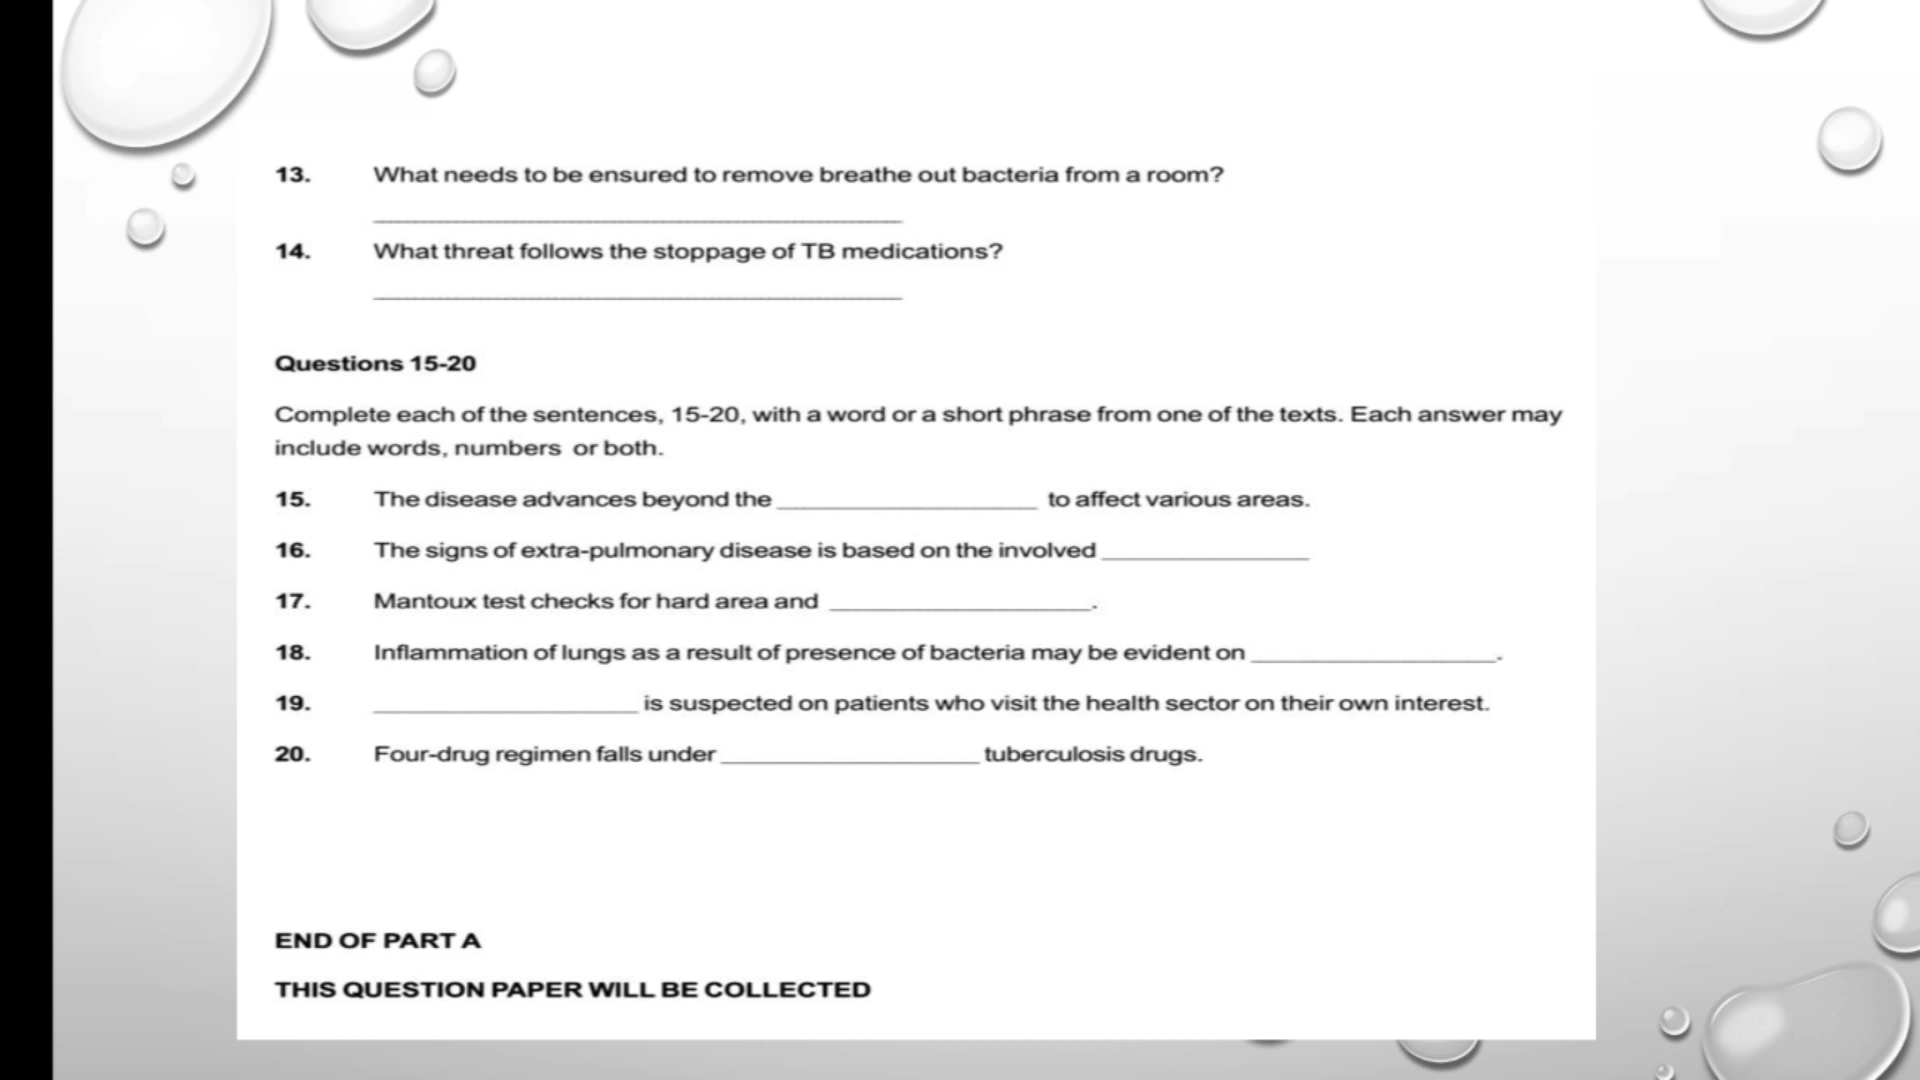 13. What needs to be ensured to remove breathe out bacteria from a room?
14. What threat follows the stoppage of TB medications?
Questions 15-20
Complete each of the sentences, 15-20, with a word or a short phrase from one of the texts. Each answer may
include words, numbers or both.
15. The disease advances beyond the ____________________ to affect various areas.
16. The signs of extra-pulmonary disease is based on the involved ________________
17. Mantoux test checks for hard area and ____________________.
18. Inflammation of lungs as a result of presence of bacteria may be evident on ___________________.
19. ____________________ is suspected on patients who visit the health sector on their own interest.
20. Four-drug regimen falls under ____________________ tuberculosis drugs.
END OF PART A
THIS QUESTION PAPER WILL BE COLLECTED